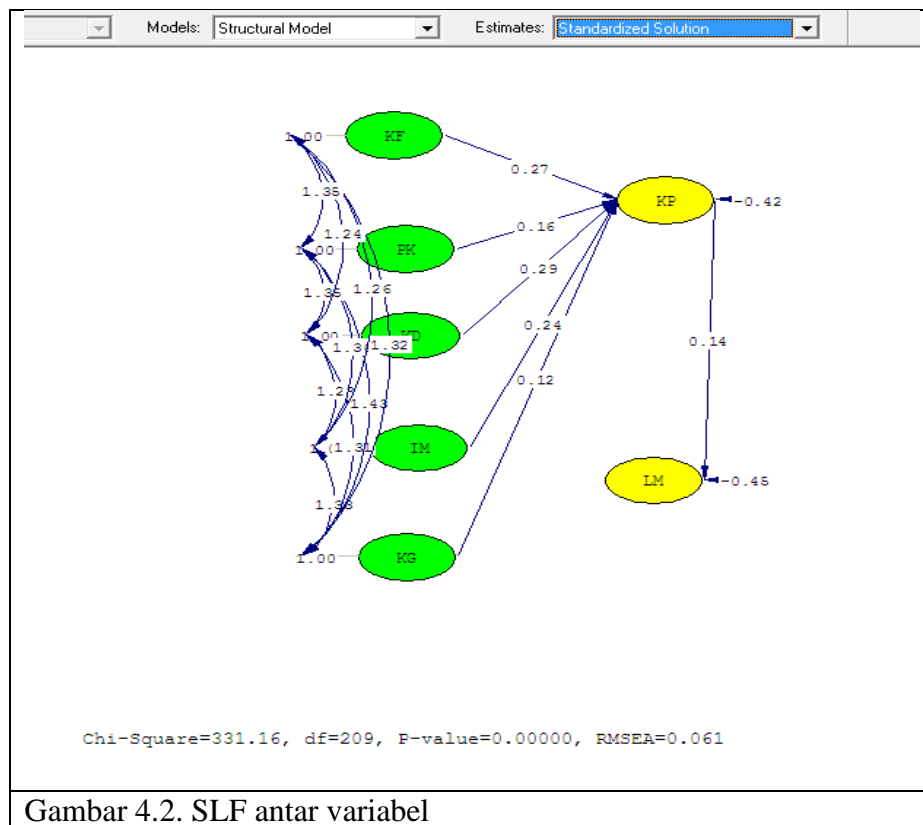 Models: Structural Model Estimates: Standardized Solution
1.00 KF
0.27
1.35
KP -0.42
0.16
1.24
1.00 PK
0.29
1.35 1.26
0.24
1.00 KD
1.32
0.14
0.12
1.43
IM
1.31
LM -0.45
1.00 KG
Chi-Square=331.16, df=209, P-value=0.00000, RMSEA=0.061
Gambar 4.2. SLF antar variabel